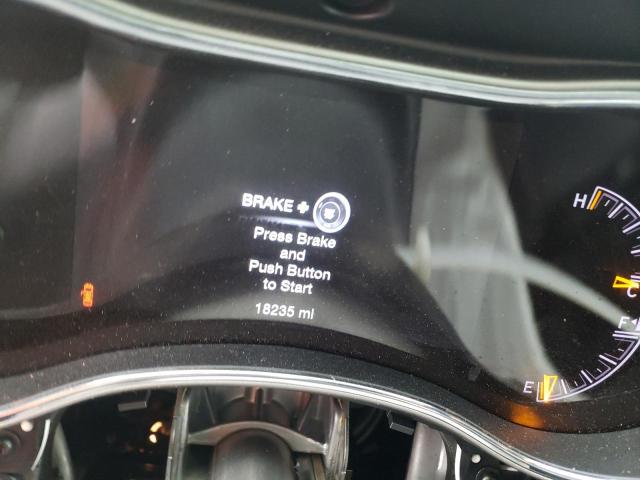 BRAKE +
Press Brake
and
Push Button
to Start
18235 mi
H
C
F
E